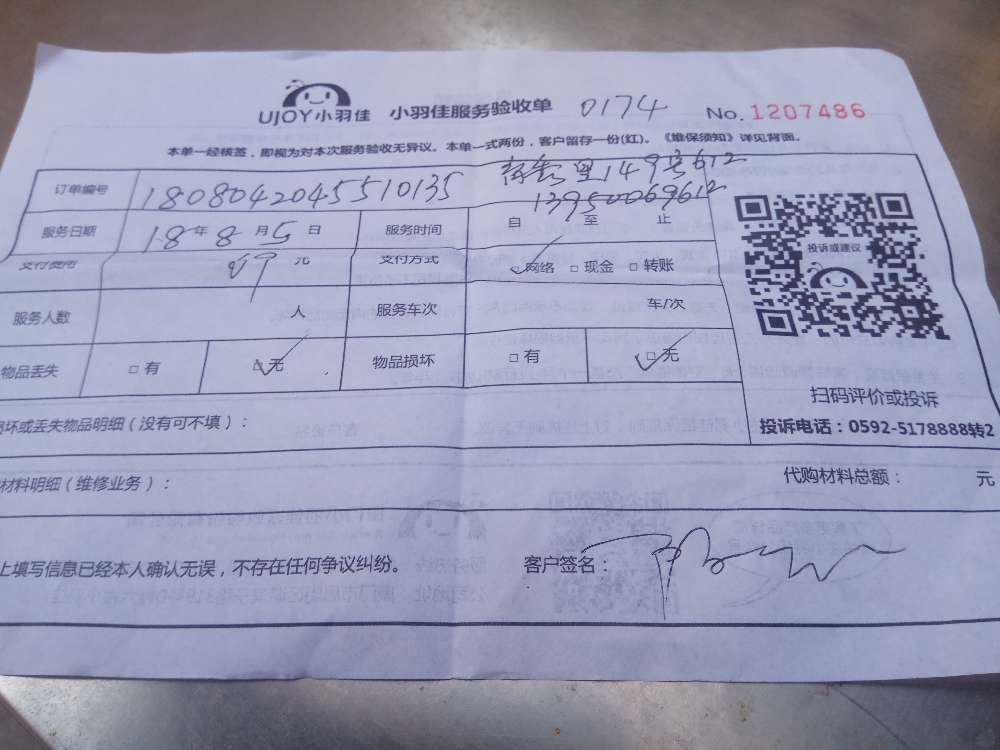 UJOY小羽佳 小羽佳服务验收单 0174 No. 1207486
本单一经核签，即视为对本次服务验收无异议。本单一式两份，客户留存一份(红)。《维保须知》详见背面。
里149号612
订单编号 1808042045510135 13950069612
服务日期 18年8月5日 服务时间 自 至 止
支付费用 元 支付方式 网络 □现金 □转账
投诉或建议
服务人数 人 服务车次 车/次
物品丢失 □有 □无 物品损坏 □有 □无
扫码评价或投诉
坏或丢失物品明细（没有可不填）：
投诉电话：0592-5178888转2
材料明细（维修业务）：
代购材料总额： 元
上填写信息已经本人确认无误，不存在任何争议纠纷。 客户签名：